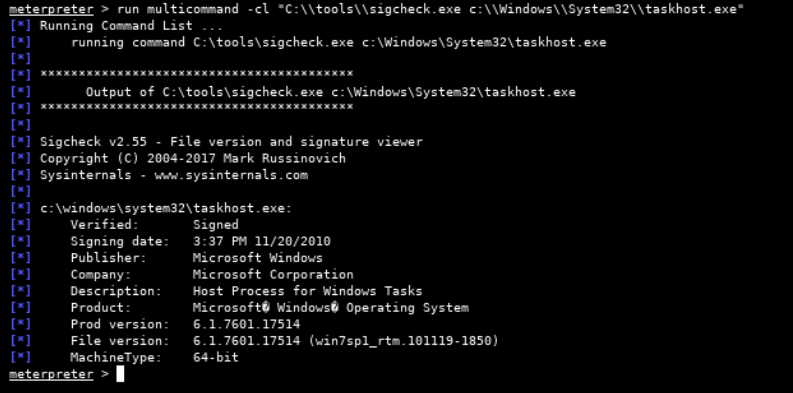 meterpreter > run multicommand -cl "C:\\tools\\sigcheck.exe c:\\Windows\\System32\\taskhost.exe"
[*] Running Command List ...
[*]     running command C:\tools\sigcheck.exe c:\Windows\System32\taskhost.exe
[*]
[*] *****************************************
[*]       Output of C:\tools\sigcheck.exe c:\Windows\System32\taskhost.exe
[*] *****************************************
[*]
[*] Sigcheck v2.55 - File version and signature viewer
[*] Copyright (C) 2004-2017 Mark Russinovich
[*] Sysinternals - www.sysinternals.com
[*]
[*] c:\windows\system32\taskhost.exe:
[*]     Verified:       Signed
[*]     Signing date:   3:37 PM 11/20/2010
[*]     Publisher:      Microsoft Windows
[*]     Company:        Microsoft Corporation
[*]     Description:    Host Process for Windows Tasks
[*]     Product:        Microsoft� Windows� Operating System
[*]     Prod version:   6.1.7601.17514
[*]     File version:   6.1.7601.17514 (win7sp1_rtm.101119-1850)
[*]     MachineType:    64-bit
meterpreter >